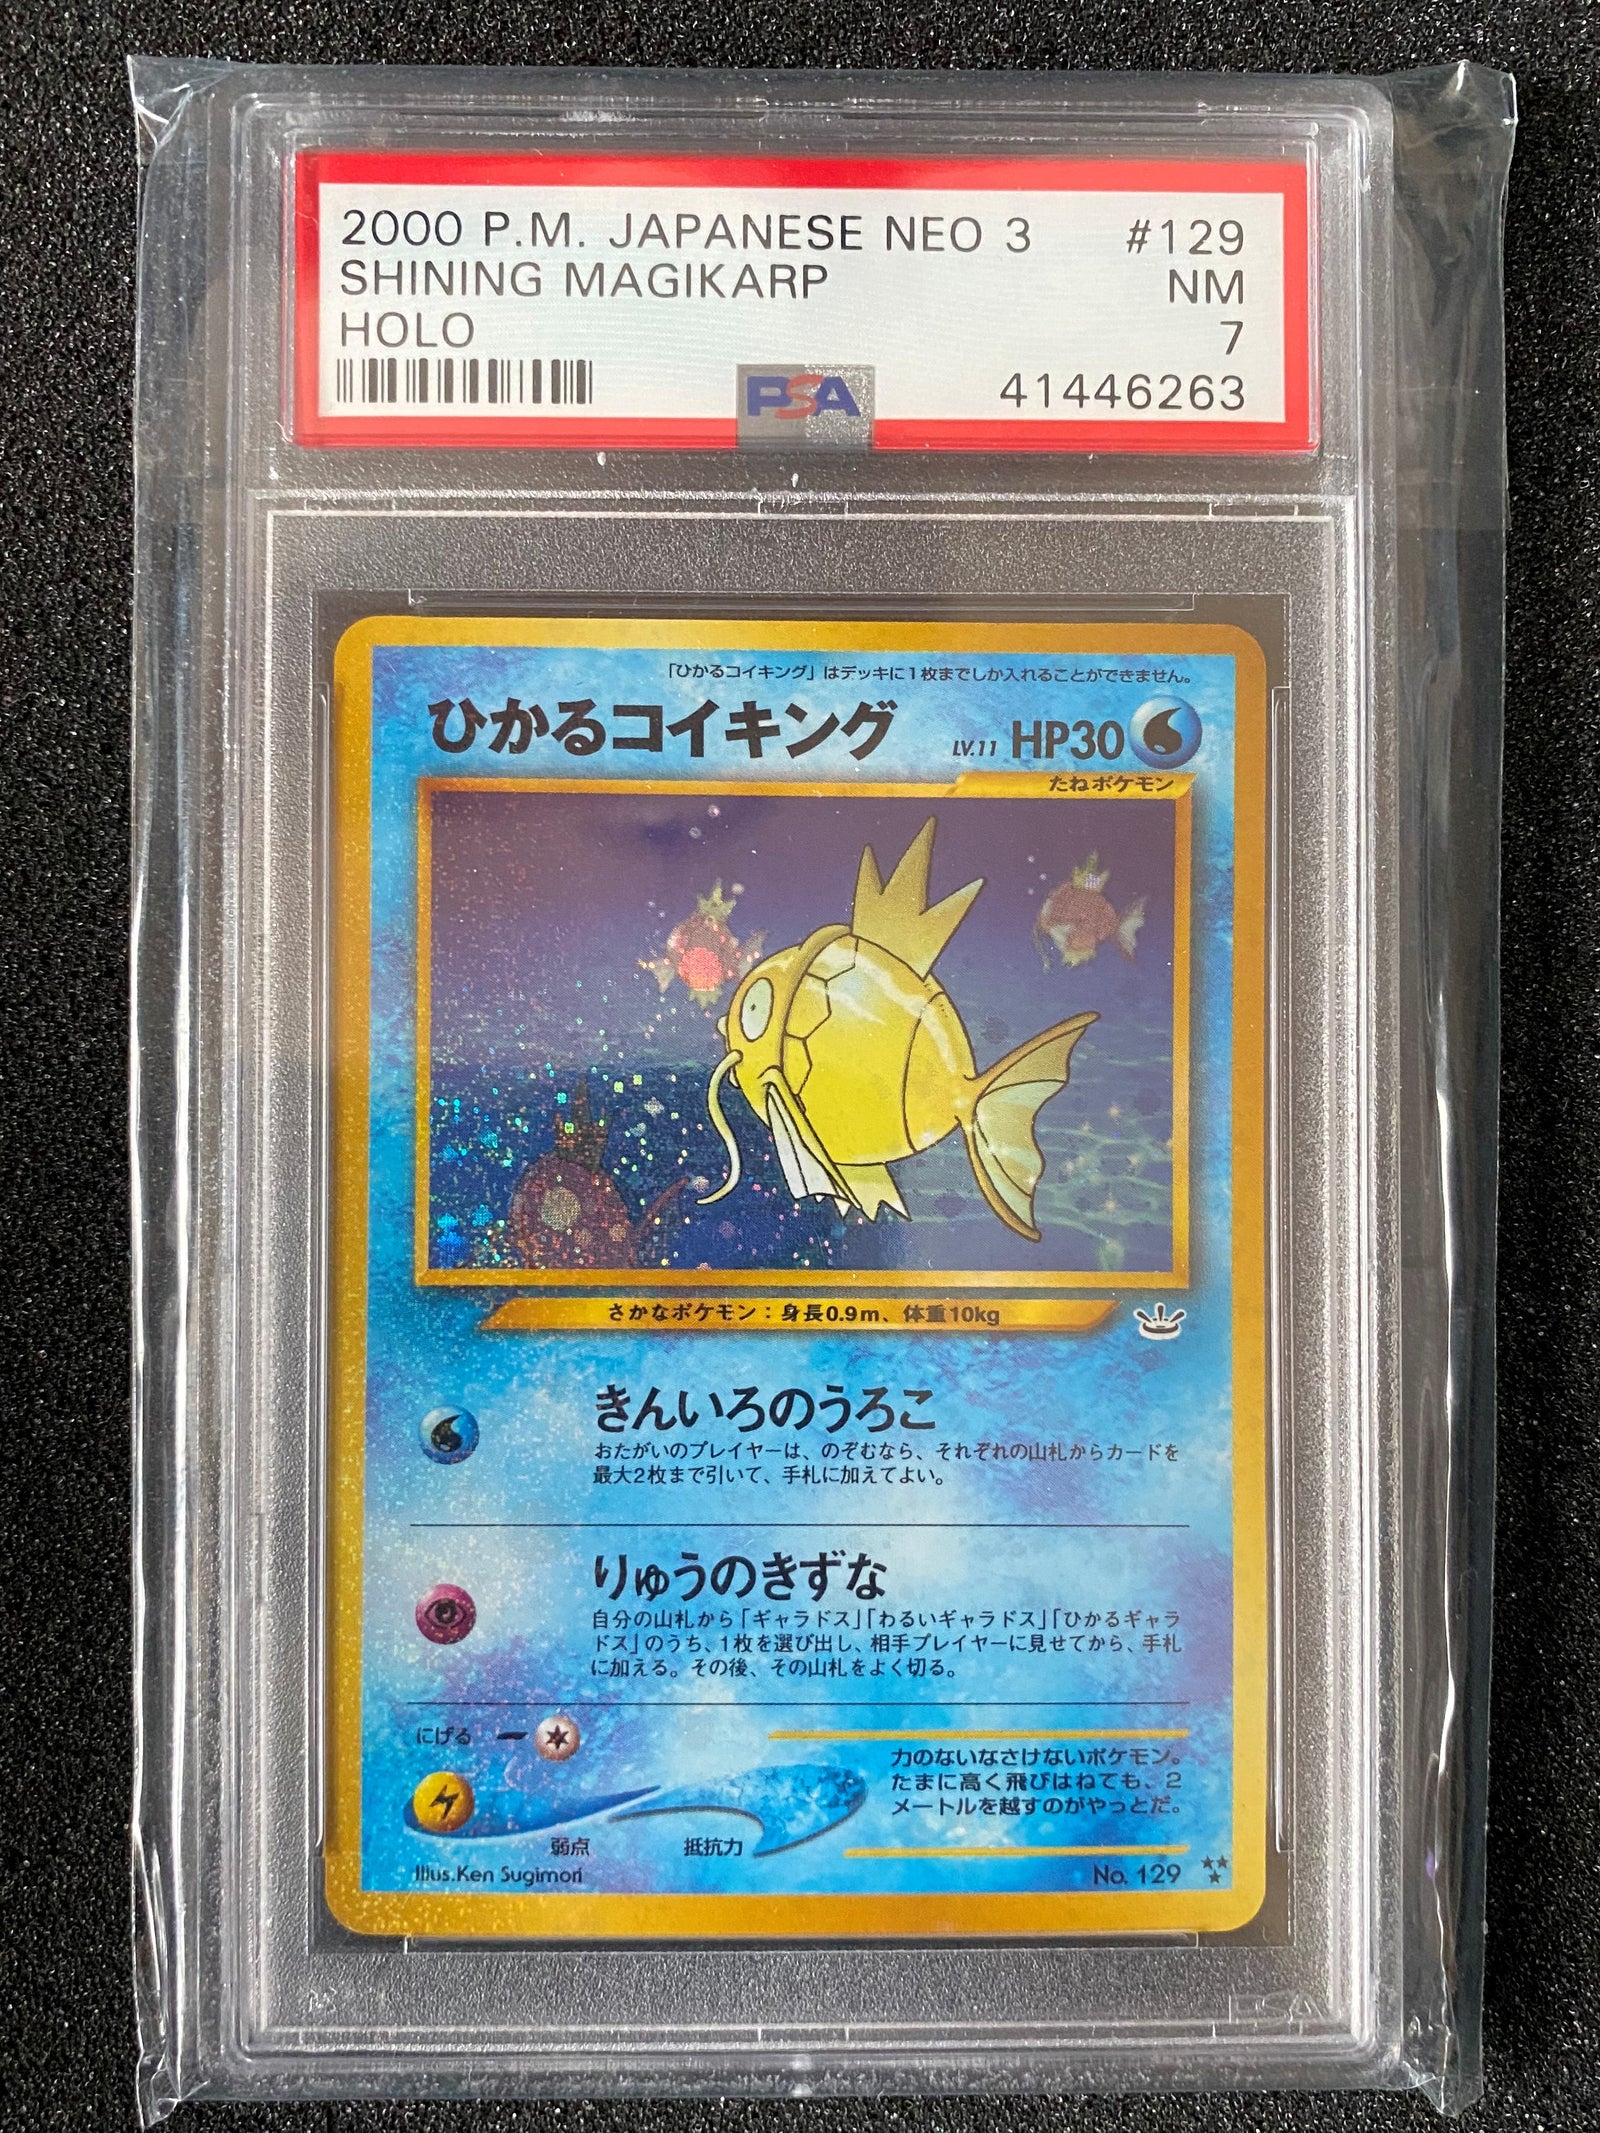 2000 P.M. JAPANESE NEO 3 #129
SHINING MAGIKARP NM
HOLO 7
PSA 41446263
「ひかるコイキング」はデッキに1枚までしか入れることができません。
ひかるコイキング LV.11 HP30
たねポケモン
さかなポケモン：身長0.9m、体重10kg
きんいろのうろこ
おたがいのプレイヤーは、のぞむなら、それぞれの山札からカードを
最大2枚まで引いて、手札に加えてよい。
りゅうのきずな
自分の山札から「ギャラドス」「わるいギャラドス」「ひかるギャラ
ドス」のうち、1枚を選び出し、相手プレイヤーに見せてから、手札
に加える。その後、その山札をよく切る。
にげる
力のないなさけないポケモン。
たまに高く飛びはねても、2
メートルを越すのがやっとだ。
弱点 抵抗力
Illus.Ken Sugimori No. 129